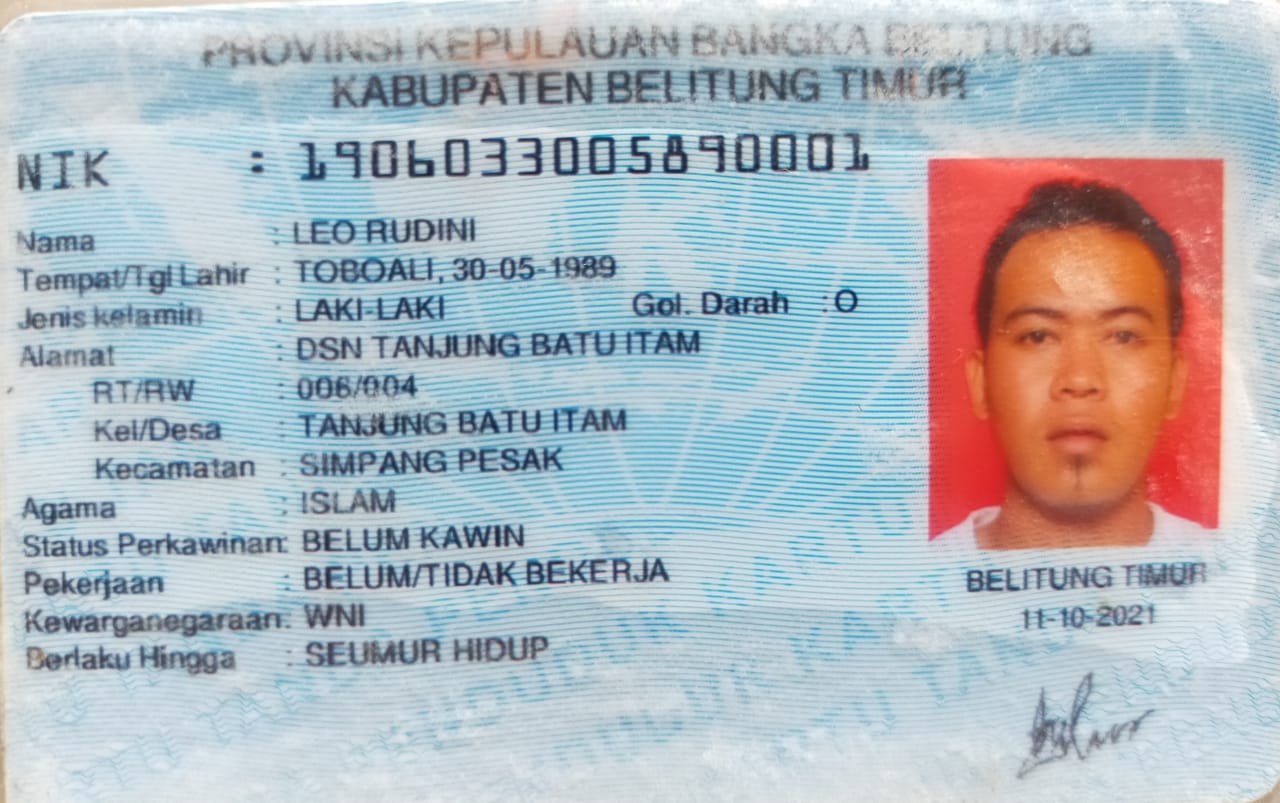 PROVINSI KEPULAUAN BANGKA BELITUNG
KABUPATEN BELITUNG TIMUR
NIK : 1906033005890001
Nama : LEO RUDINI
Tempat/Tgl Lahir : TOBOALI, 30-05-1989
Jenis kelamin : LAKI-LAKI Gol. Darah : O
Alamat : DSN TANJUNG BATU ITAM
RT/RW : 006/004
Kel/Desa : TANJUNG BATU ITAM
Kecamatan : SIMPANG PESAK
Agama : ISLAM
Status Perkawinan: BELUM KAWIN
Pekerjaan : BELUM/TIDAK BEKERJA
Kewarganegaraan: WNI
Berlaku Hingga : SEUMUR HIDUP
BELITUNG TIMUR
11-10-2021